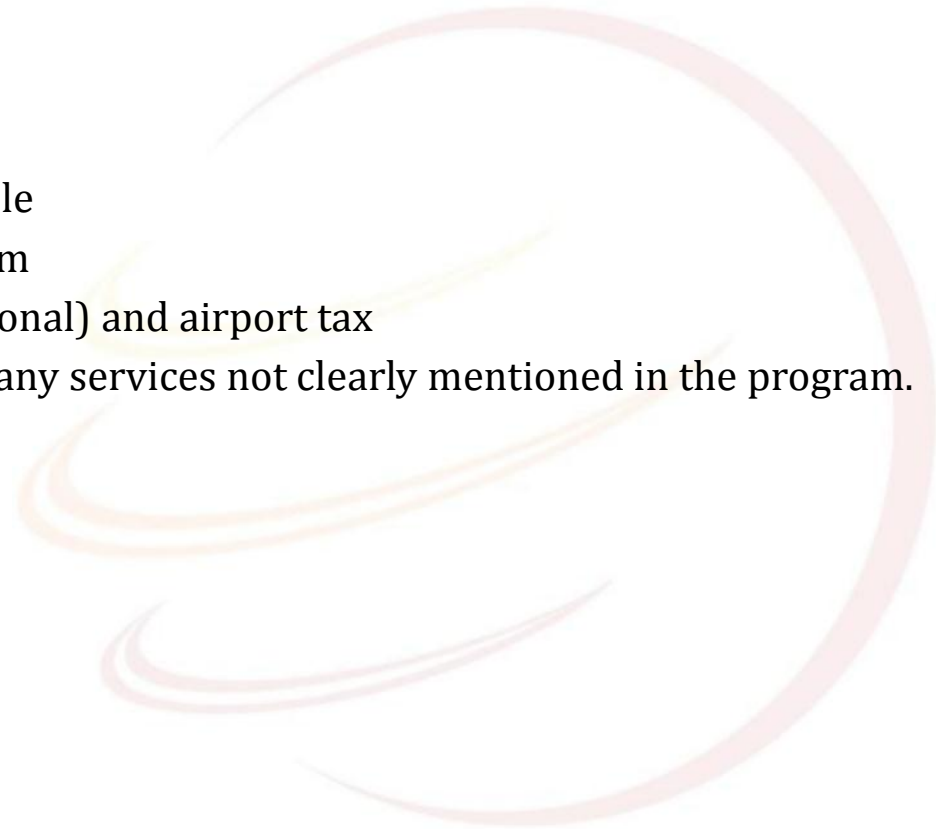 le
m
onal) and airport tax
any services not clearly mentioned in the program.